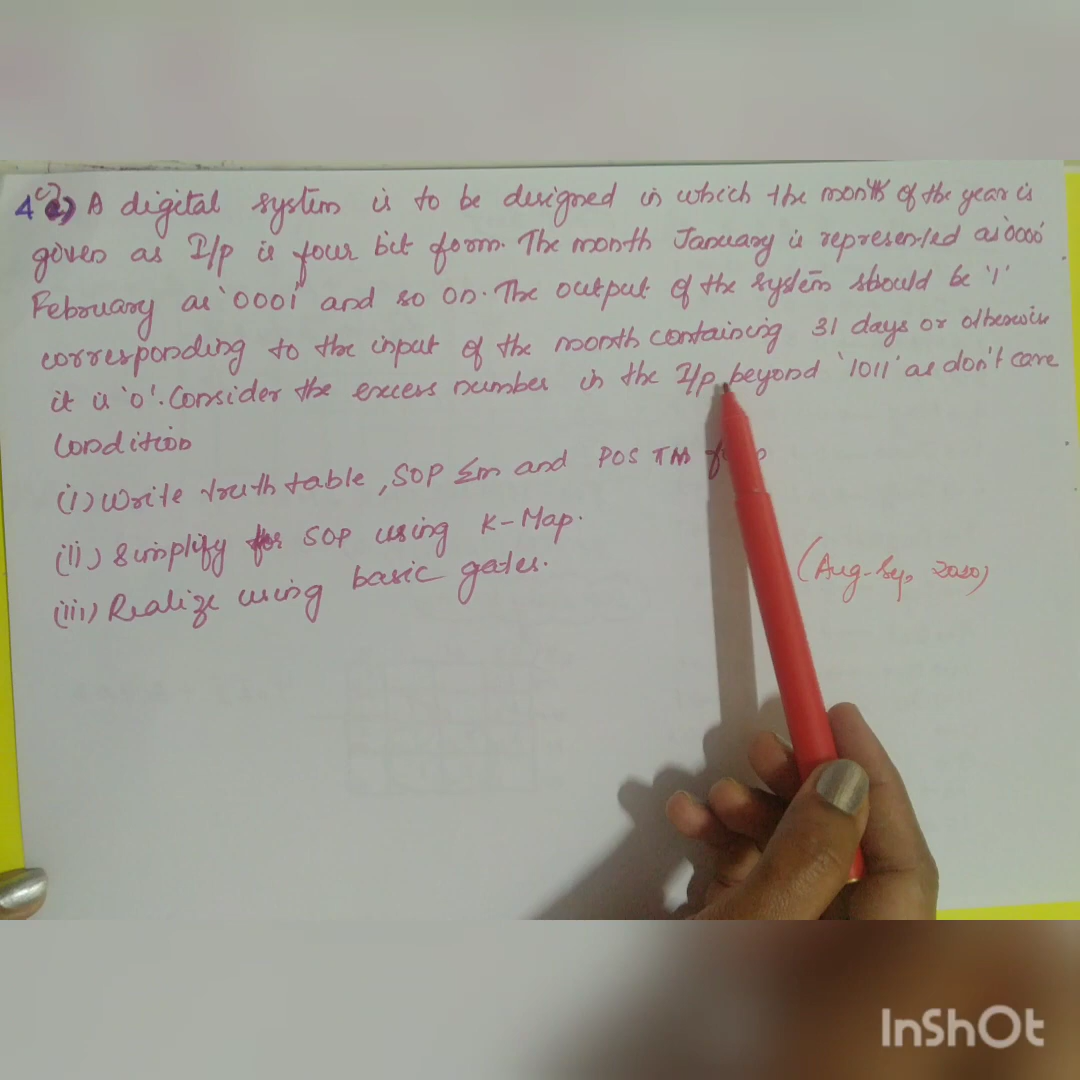 4 c) A digital system is to be designed in which the month of the year is
given as I/p is four bit form. The month January is represented as '0000'
February as '0001' and so on. The output of the system should be '1'
corresponding to the input of the month containing 31 days or otherwise
it is '0'. Consider the excess number in the I/p beyond '1011' as don't care
condition
(i) Write truth table, SOP Σm and POS πM
(ii) Simplify for SOP using K-Map.
(iii) Realize using basic gates.
(Aug-Sep 2020)
InShOt